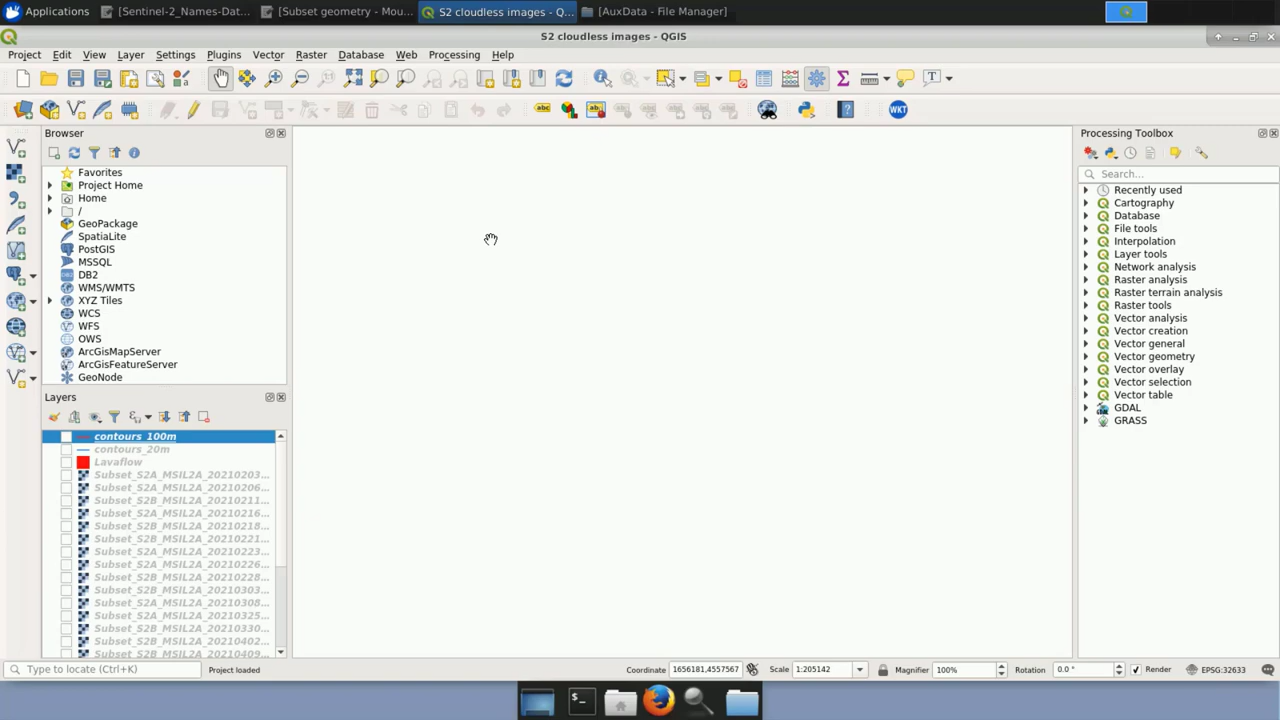 Applications
[Sentinel-2_Names-Dat...
[Subset geometry - Mou...
S2 cloudless images - Q...
[AuxData - File Manager]
S2 cloudless images - QGIS
Project Edit View Layer Settings Plugins Vector Raster Database Web Processing Help
abc abc WKT
Browser
Favorites
Project Home
Home
/
GeoPackage
SpatiaLite
PostGIS
MSSQL
DB2
WMS/WMTS
XYZ Tiles
WCS
WFS
OWS
ArcGisMapServer
ArcGisFeatureServer
GeoNode
Layers
contours_100m
contours_20m
Lavaflow
Subset_S2A_MSIL2A_20210203...
Subset_S2A_MSIL2A_20210206...
Subset_S2B_MSIL2A_20210211...
Subset_S2A_MSIL2A_20210216...
Subset_S2B_MSIL2A_20210218...
Subset_S2B_MSIL2A_20210221...
Subset_S2A_MSIL2A_20210223...
Subset_S2A_MSIL2A_20210226...
Subset_S2B_MSIL2A_20210228...
Subset_S2B_MSIL2A_20210303...
Subset_S2A_MSIL2A_20210308...
Subset_S2A_MSIL2A_20210325...
Subset_S2B_MSIL2A_20210330...
Subset_S2A_MSIL2A_20210402...
Subset_S2B_MSIL2A_20210409...
Processing Toolbox
Search...
Recently used
Cartography
Database
File tools
Interpolation
Layer tools
Network analysis
Raster analysis
Raster terrain analysis
Raster tools
Vector analysis
Vector creation
Vector general
Vector geometry
Vector overlay
Vector selection
Vector table
GDAL
GRASS
Type to locate (Ctrl+K)
Project loaded
Coordinate 1656181,4557567
Scale 1:205142
Magnifier 100%
Rotation 0.0 °
Render
EPSG:32633